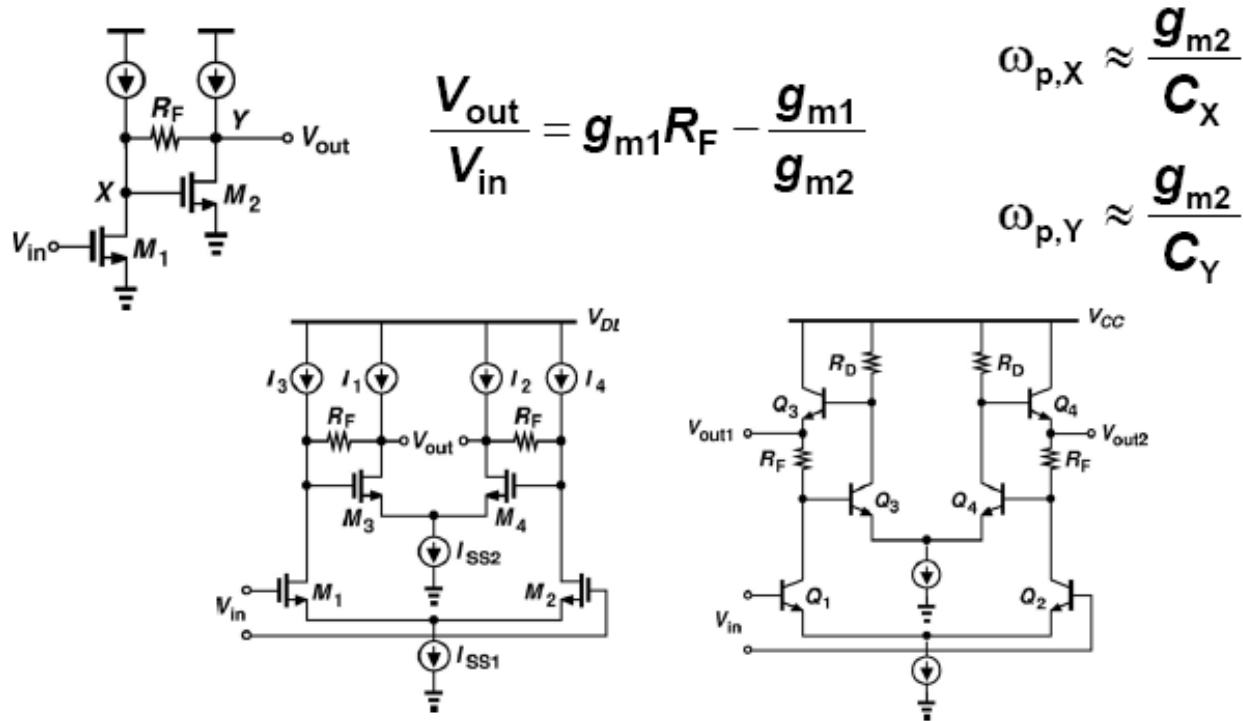 R_F
Y
V_out
X
M_2
V_in
M_1
V_out / V_in = g_m1 R_F − g_m1 / g_m2
ω_p,X ≈ g_m2 / C_X
ω_p,Y ≈ g_m2 / C_Y
I_3 I_1 I_2 I_4
R_F V_out R_F
M_3 M_4
I_SS2
M_1 M_2
V_in
I_SS1
V_CC
R_D R_D
Q_3 Q_4
V_out1 V_out2
R_F R_F
Q_3 Q_4
Q_1 Q_2
V_in